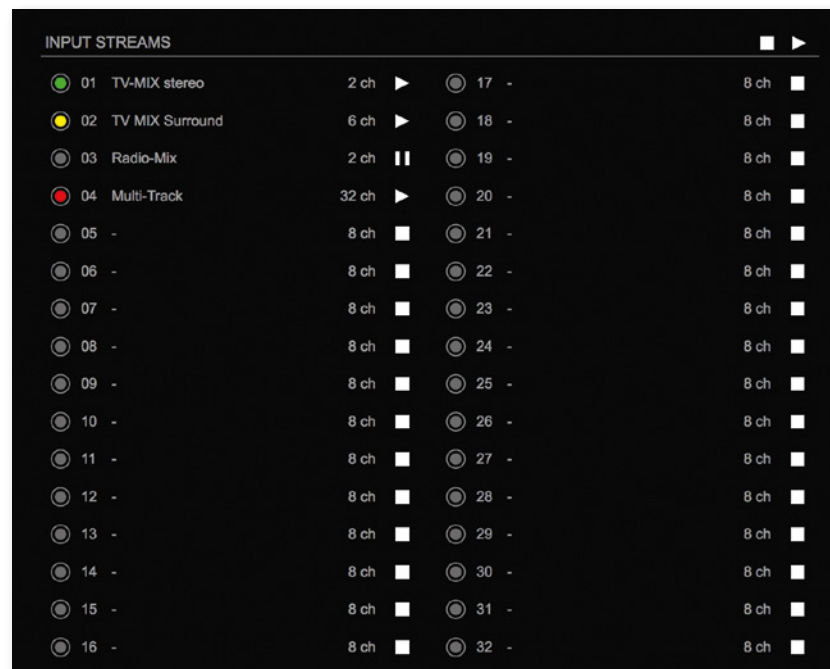 INPUT STREAMS
01 TV-MIX stereo 2 ch
02 TV MIX Surround 6 ch
03 Radio-Mix 2 ch
04 Multi-Track 32 ch
05 - 8 ch
06 - 8 ch
07 - 8 ch
08 - 8 ch
09 - 8 ch
10 - 8 ch
11 - 8 ch
12 - 8 ch
13 - 8 ch
14 - 8 ch
15 - 8 ch
16 - 8 ch
17 - 8 ch
18 - 8 ch
19 - 8 ch
20 - 8 ch
21 - 8 ch
22 - 8 ch
23 - 8 ch
24 - 8 ch
25 - 8 ch
26 - 8 ch
27 - 8 ch
28 - 8 ch
29 - 8 ch
30 - 8 ch
31 - 8 ch
32 - 8 ch